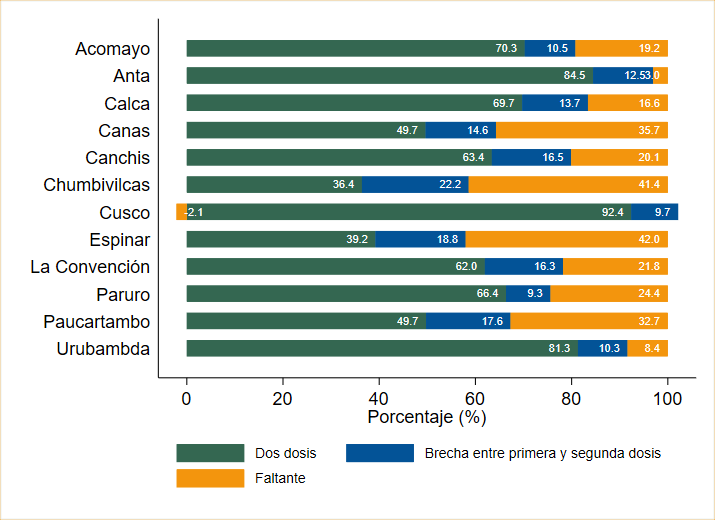 Acomayo 70.3 10.5 19.2
Anta 84.5 12.5 3.0
Calca 69.7 13.7 16.6
Canas 49.7 14.6 35.7
Canchis 63.4 16.5 20.1
Chumbivilcas 36.4 22.2 41.4
Cusco -2.1 92.4 9.7
Espinar 39.2 18.8 42.0
La Convención 62.0 16.3 21.8
Paruro 66.4 9.3 24.4
Paucartambo 49.7 17.6 32.7
Urubambda 81.3 10.3 8.4
0 20 40 60 80 100
Porcentaje (%)
Dos dosis Brecha entre primera y segunda dosis
Faltante